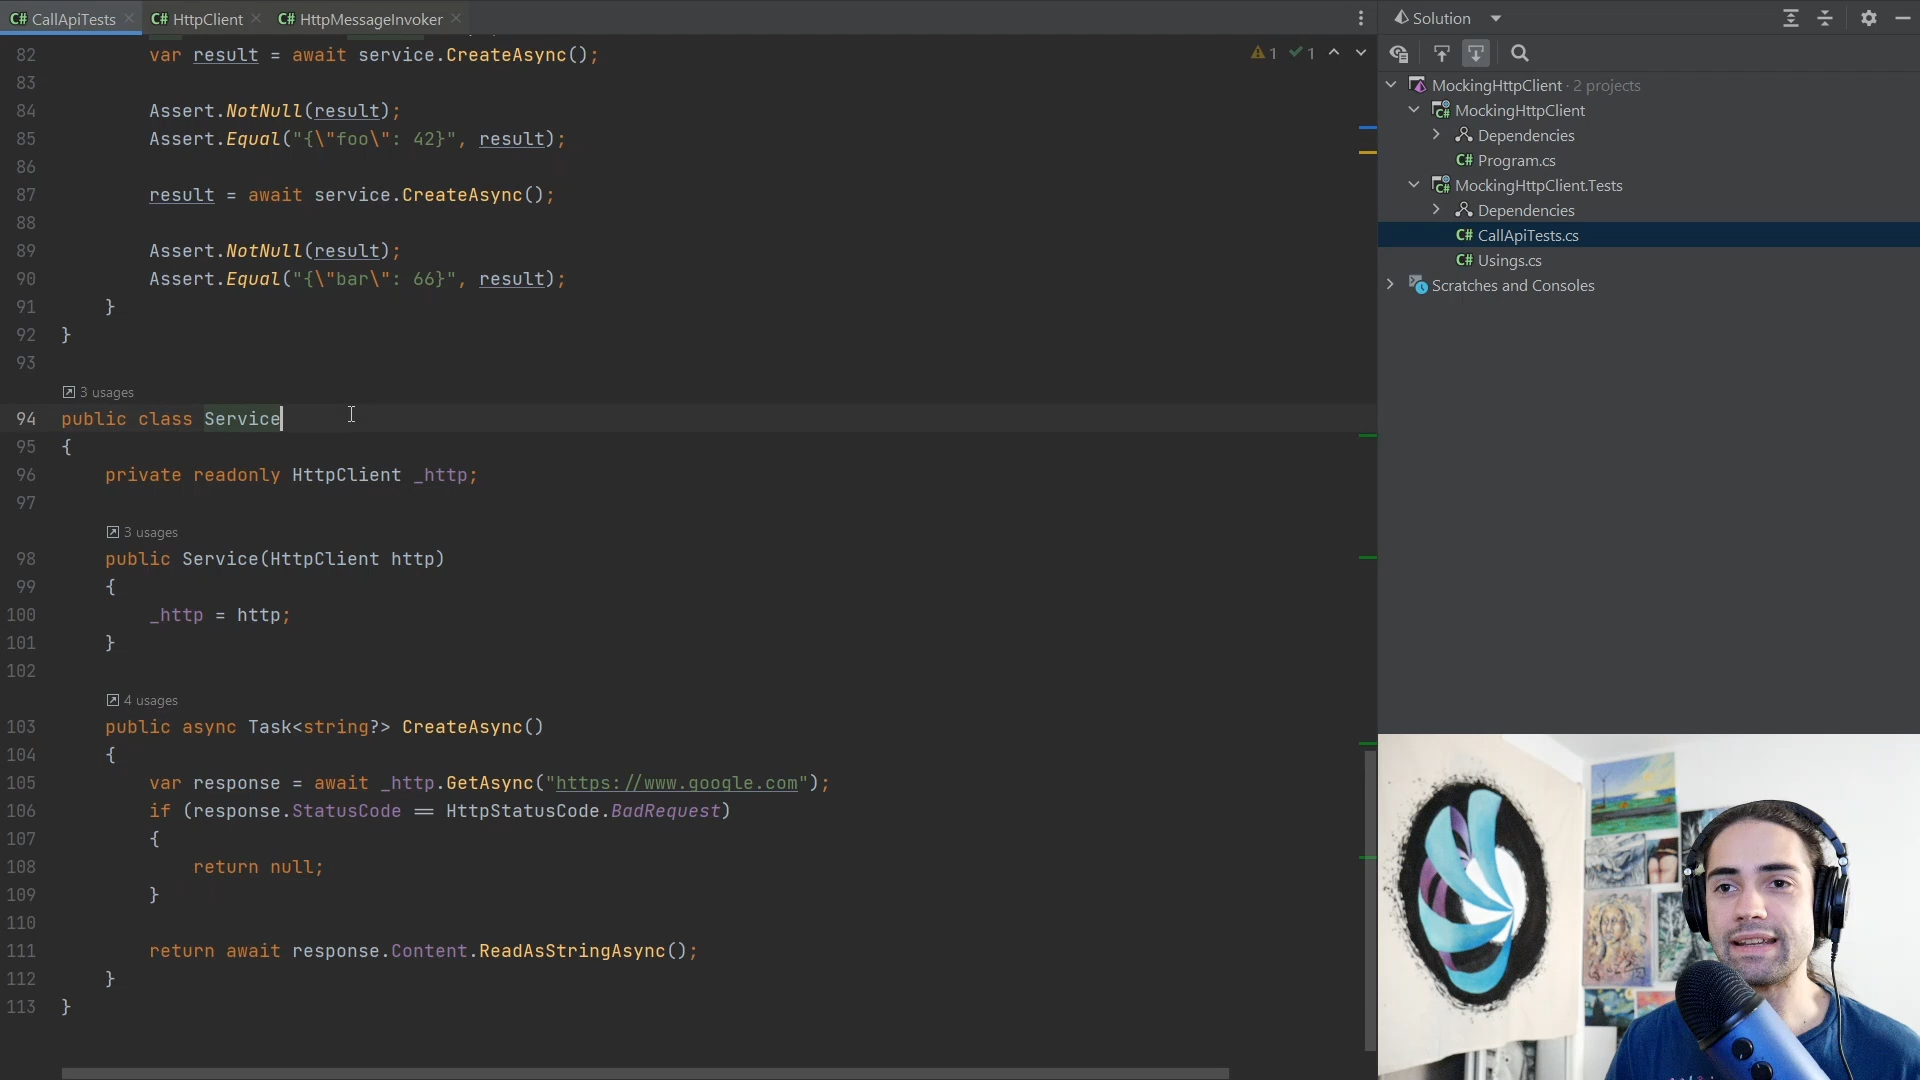 C# CallApiTests C# HttpClient C# HttpMessageInvoker
Solution
82 var result = await service.CreateAsync();
1 1
83
84 Assert.NotNull(result);
85 Assert.Equal("{\"foo\": 42}", result);
86
87 result = await service.CreateAsync();
88
89 Assert.NotNull(result);
90 Assert.Equal("{\"bar\": 66}", result);
91 }
92 }
93
3 usages
94 public class Service
95 {
96 private readonly HttpClient _http;
97
3 usages
98 public Service(HttpClient http)
99 {
100 _http = http;
101 }
102
4 usages
103 public async Task<string?> CreateAsync()
104 {
105 var response = await _http.GetAsync("https://www.google.com");
106 if (response.StatusCode == HttpStatusCode.BadRequest)
107 {
108 return null;
109 }
110
111 return await response.Content.ReadAsStringAsync();
112 }
113 }
MockingHttpClient · 2 projects
C# MockingHttpClient
Dependencies
C# Program.cs
C# MockingHttpClient.Tests
Dependencies
C# CallApiTests.cs
C# Usings.cs
Scratches and Consoles